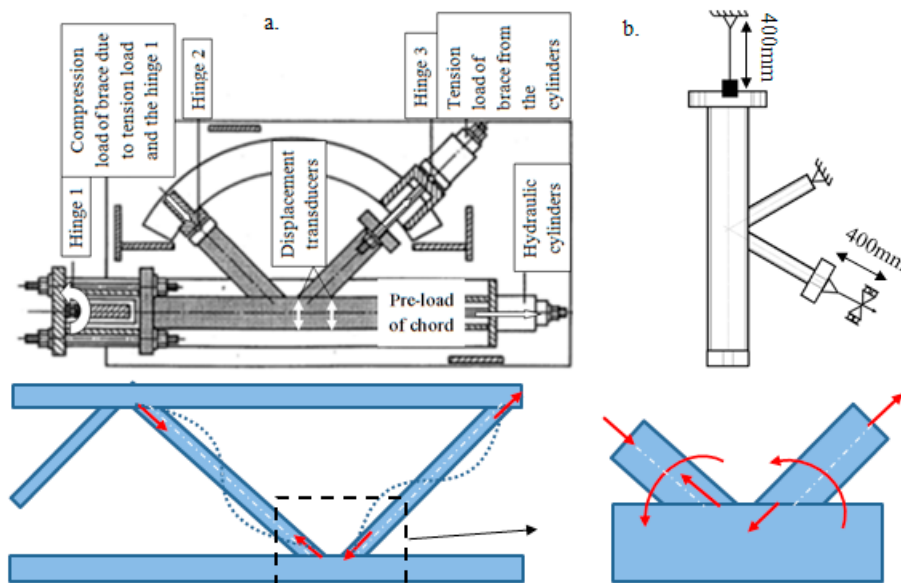 a.
Compression
load of brace due
to tension load
and the hinge 1
Hinge 2
Hinge 3
Tension
load of
brace from
the
cylinders
Hinge 1
Displacement
transducers
Hydraulic
cylinders
Pre-load
of chord
b.
400mm
400mm